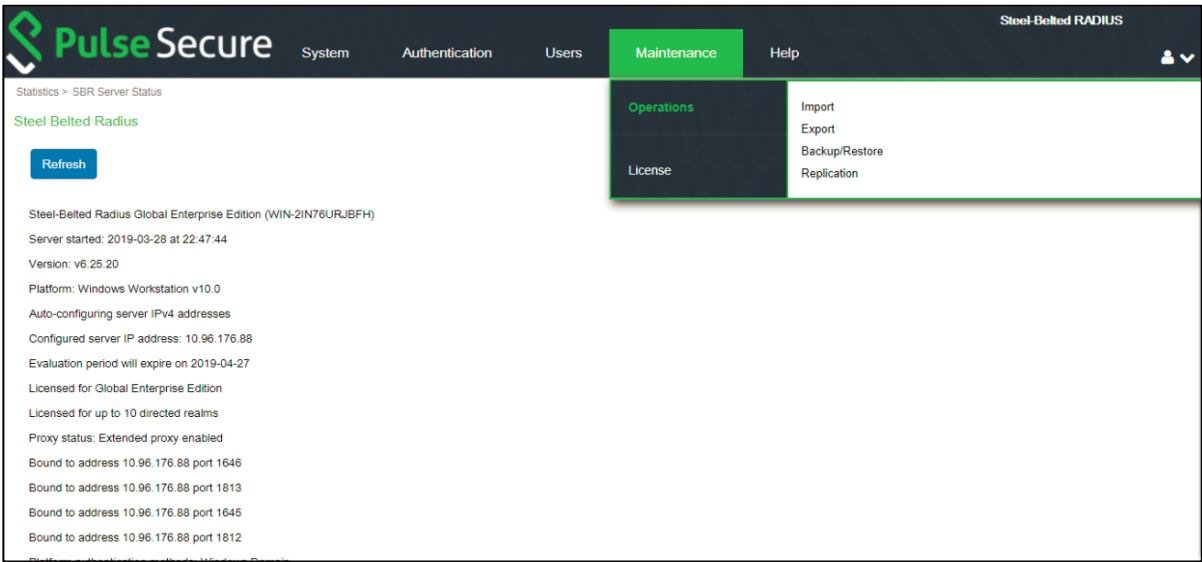 Steel-Belted RADIUS
Pulse Secure
System Authentication Users Maintenance Help
Statistics > SBR Server Status
Steel Belted Radius
Refresh
Operations
License
Import
Export
Backup/Restore
Replication
Steel-Belted Radius Global Enterprise Edition (WIN-2IN76URJBFH)
Server started: 2019-03-28 at 22:47:44
Version: v6.25.20
Platform: Windows Workstation v10.0
Auto-configuring server IPv4 addresses
Configured server IP address: 10.96.176.88
Evaluation period will expire on 2019-04-27
Licensed for Global Enterprise Edition
Licensed for up to 10 directed realms
Proxy status: Extended proxy enabled
Bound to address 10.96.176.88 port 1646
Bound to address 10.96.176.88 port 1813
Bound to address 10.96.176.88 port 1645
Bound to address 10.96.176.88 port 1812
Platform authentication methods: Windows Domain